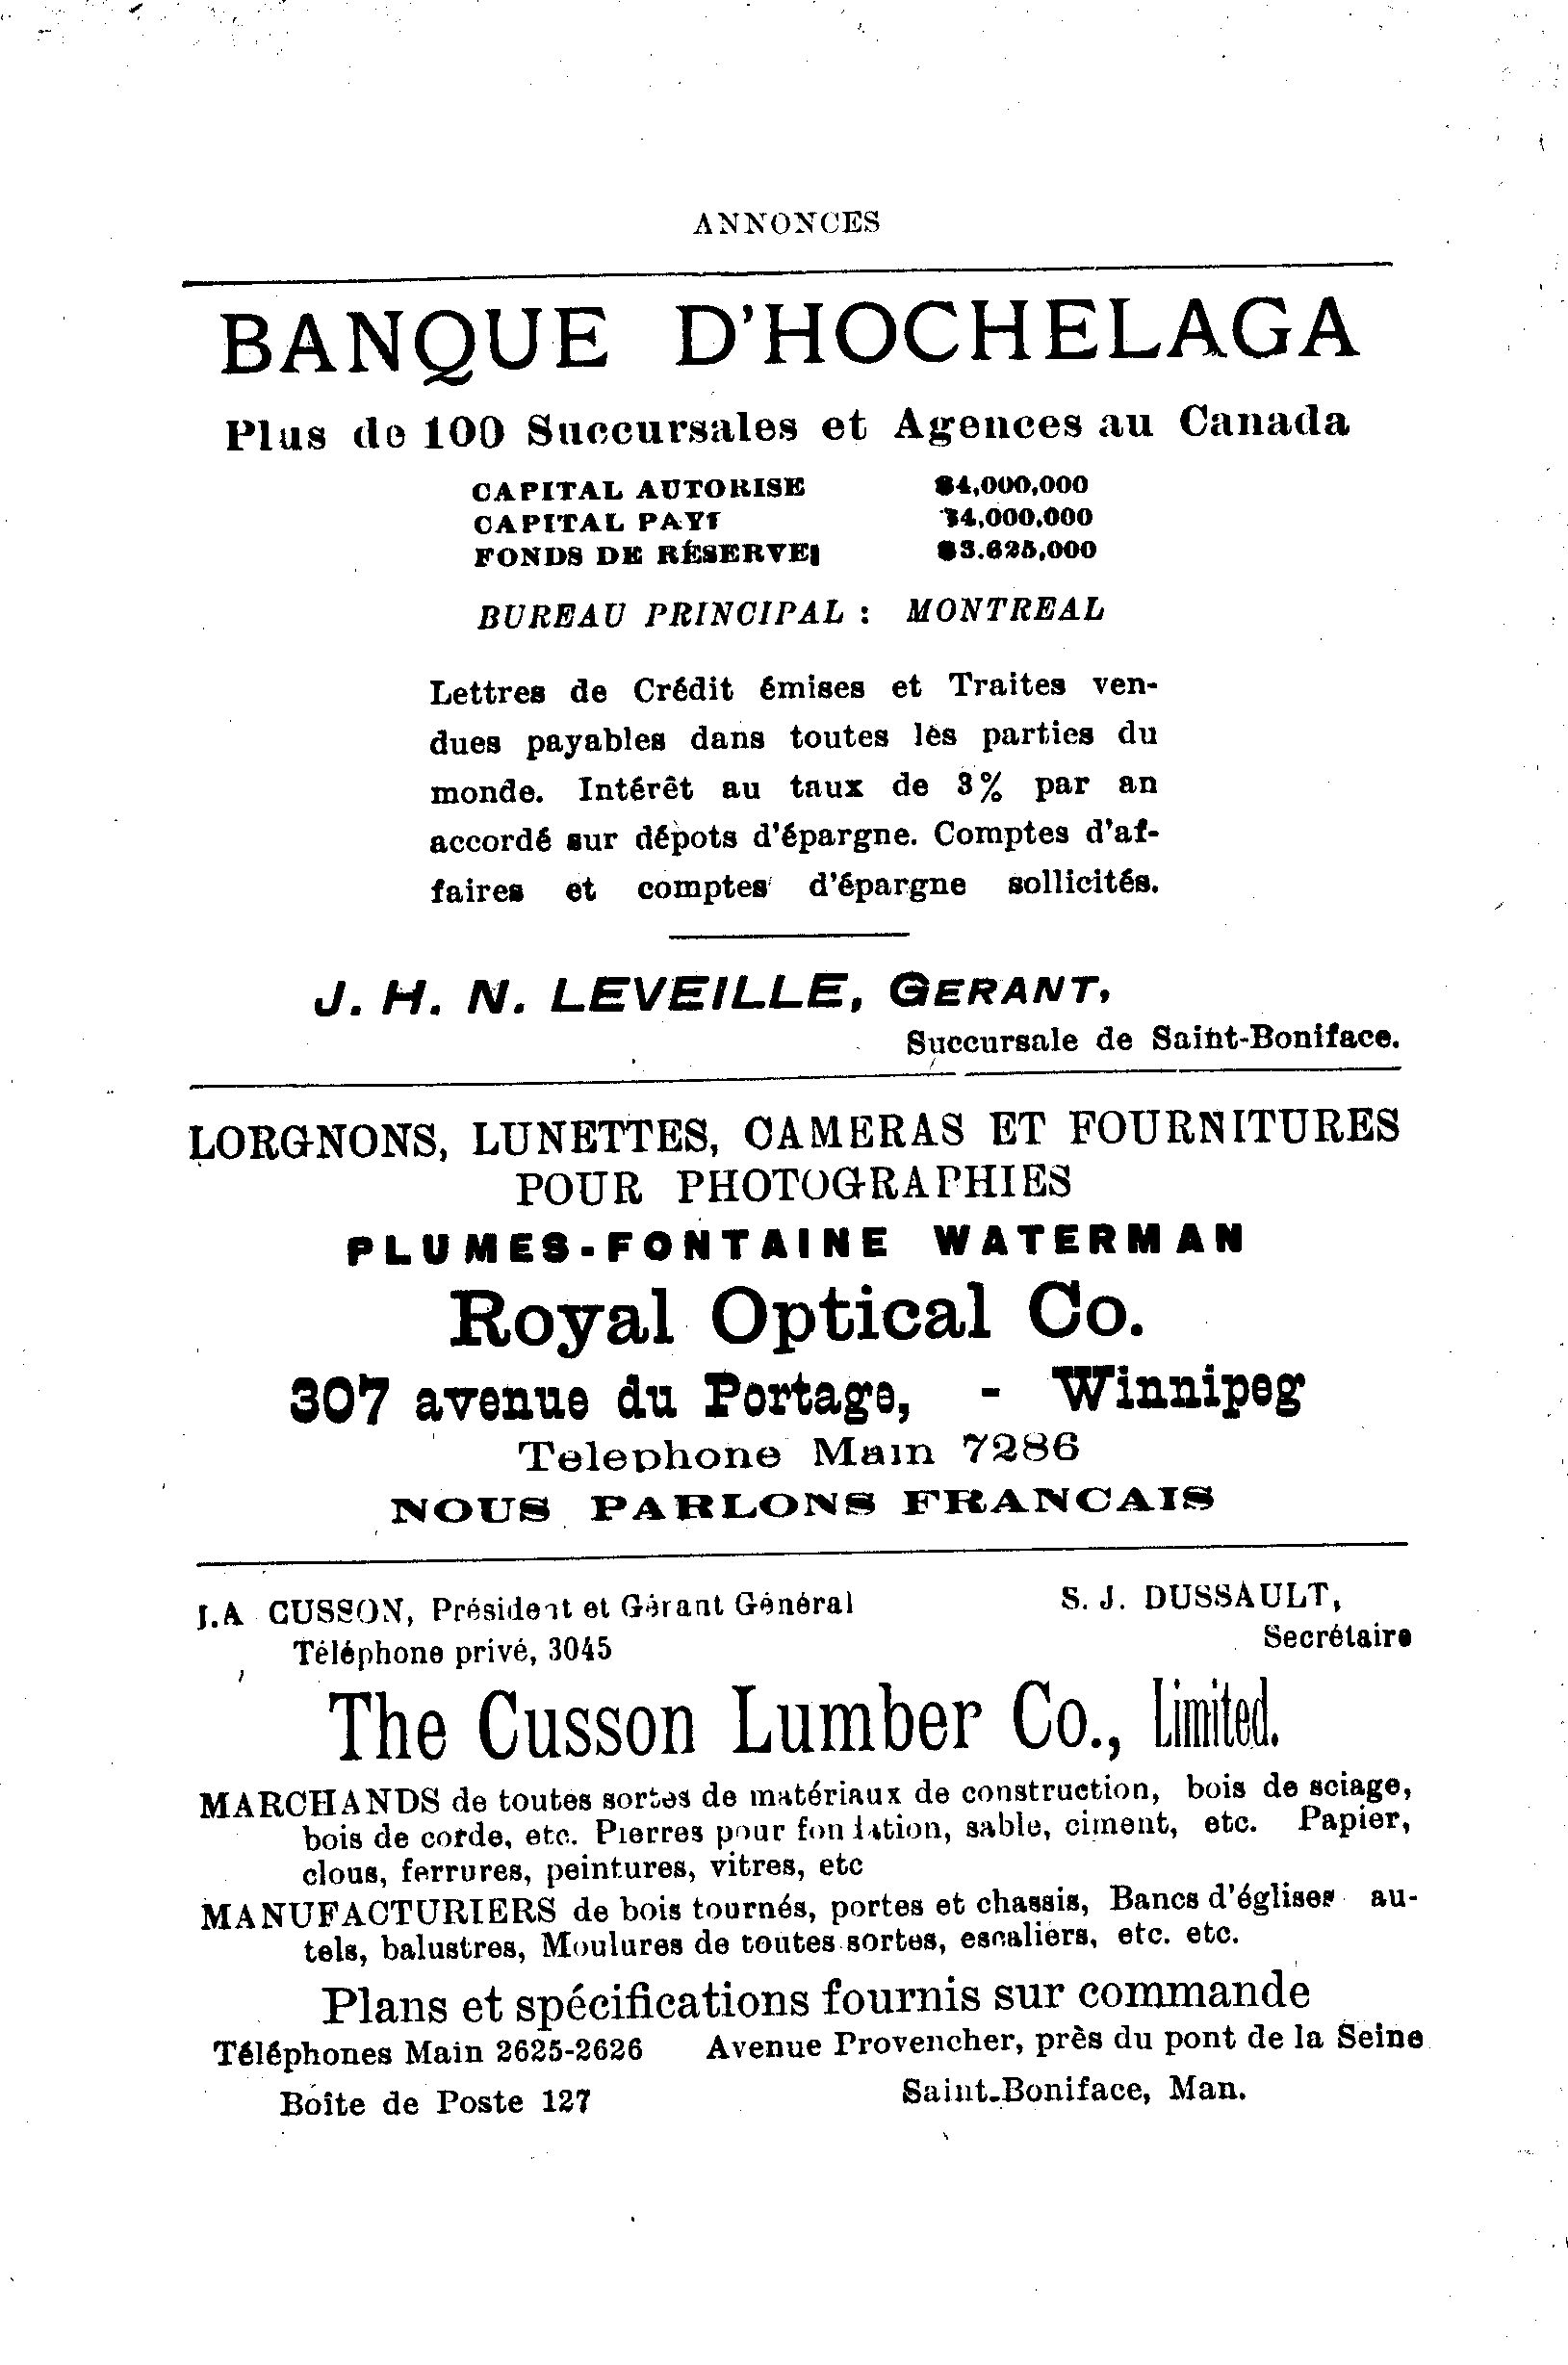 ANNONCES
BANQUE D'HOCHELAGA
Plus de 100 Succursales et Agences au Canada
CAPITAL AUTORISE $4,000,000
CAPITAL PAYÉ $4,000,000
FONDS DE RÉSERVE $3.625,000
BUREAU PRINCIPAL : MONTREAL
Lettres de Crédit émises et Traites ven-
dues payables dans toutes les parties du
monde. Intérêt au taux de 3% par an
accordé sur dépots d'épargne. Comptes d'af-
faires et comptes d'épargne sollicités.
J. H. N. LEVEILLE, GERANT,
Succursale de Saint-Boniface.
LORGNONS, LUNETTES, CAMERAS ET FOURNITURES
POUR PHOTOGRAPHIES
PLUMES-FONTAINE WATERMAN
Royal Optical Co.
307 avenue du Portage, - Winnipeg
Telephone Main 7286
NOUS PARLONS FRANCAIS
J.A CUSSON, Président et Gérant Général S. J. DUSSAULT,
Téléphone privé, 3045 Secrétaire
The Cusson Lumber Co., Limited.
MARCHANDS de toutes sortes de matériaux de construction, bois de sciage,
bois de corde, etc. Pierres pour fondation, sable, ciment, etc. Papier,
clous, ferrures, peintures, vitres, etc
MANUFACTURIERS de bois tournés, portes et chassis, Bancs d'églises au-
tels, balustres, Moulures de toutes sortes, escaliers, etc. etc.
Plans et spécifications fournis sur commande
Téléphones Main 2625-2626 Avenue Provencher, près du pont de la Seine
Boîte de Poste 127 Saint-Boniface, Man.